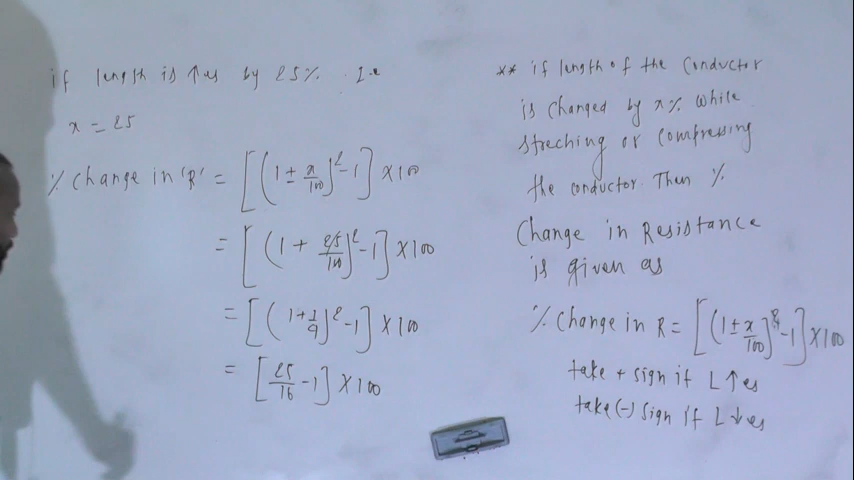 if length is ↑es by 25% I.e
x = 25
% Change in 'R' = [(1 ± x/100)² - 1] × 100
= [(1 + 25/100)² - 1] × 100
= [(1 + 1/4)² - 1] × 100
= [25/16 - 1] × 100
** if length of the Conductor
is Changed by x% while
streching or Compressing
the conductor. Then %
Change in Resistance
is given as
% Change in R = [(1 ± x/100)² - 1] × 100
take + sign if L ↑es
take (-) sign if L ↓es